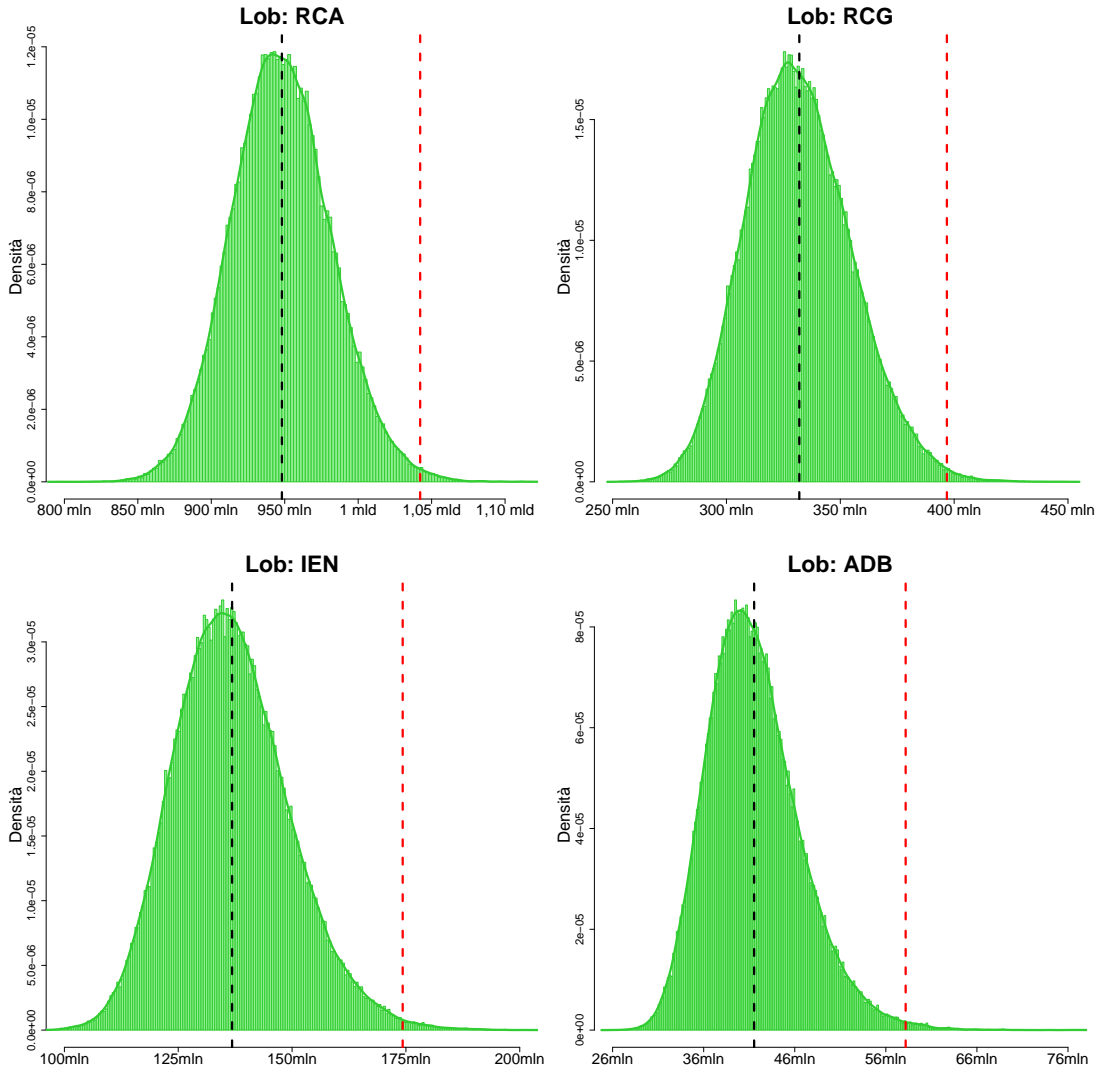 Lob: RCA
Densità
0.0e+00 2.0e-06 4.0e-06 6.0e-06 8.0e-06 1.0e-05 1.2e-05
800 mln 850 mln 900 mln 950 mln 1 mld 1,05 mld 1,10 mld
Lob: RCG
Densità
0.0e+00 5.0e-06 1.0e-05 1.5e-05
250 mln 300 mln 350 mln 400 mln 450 mln
Lob: IEN
Densità
0.0e+00 5.0e-06 1.0e-05 1.5e-05 2.0e-05 2.5e-05 3.0e-05
100mln 125mln 150mln 175mln 200mln
Lob: ADB
Densità
0e+00 2e-05 4e-05 6e-05 8e-05
26mln 36mln 46mln 56mln 66mln 76mln